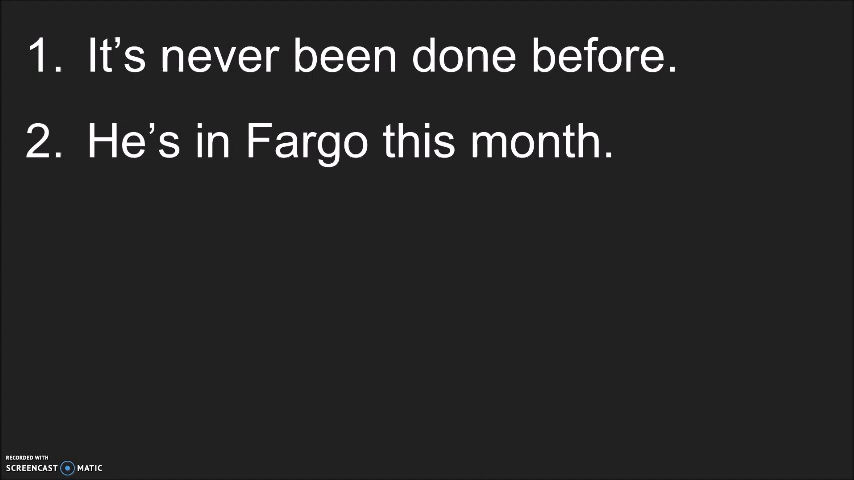 1. It’s never been done before.
2. He’s in Fargo this month.
RECORDED WITH
SCREENCAST MATIC